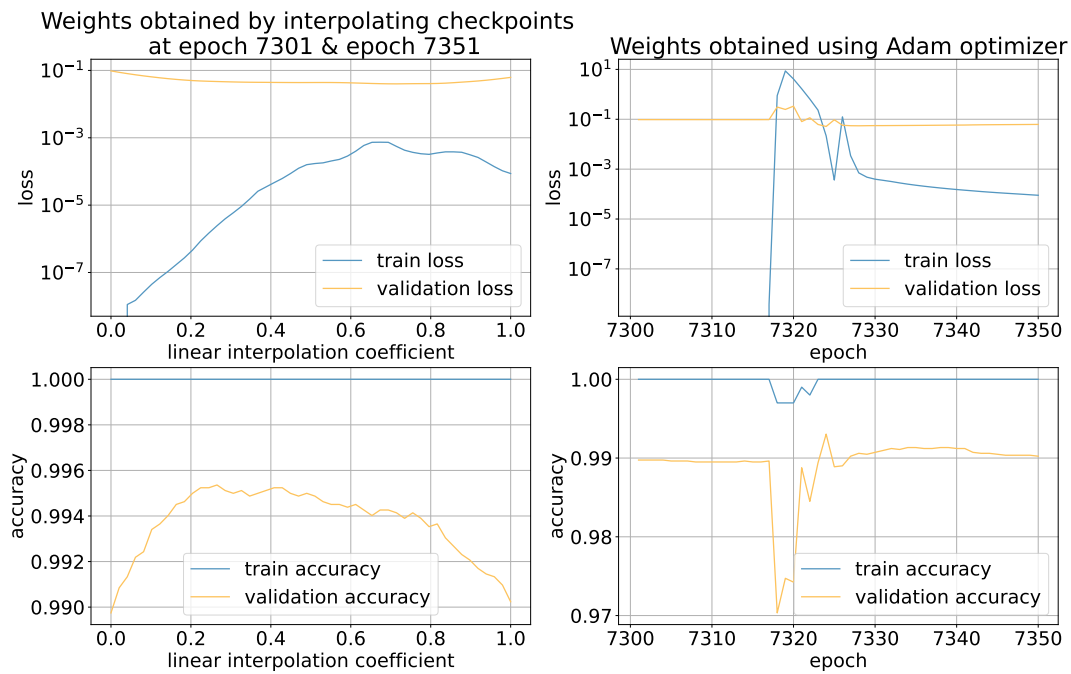 Weights obtained by interpolating checkpoints
at epoch 7301 & epoch 7351
10⁻¹
10⁻³
10⁻⁵
10⁻⁷
loss
train loss
validation loss
0.0 0.2 0.4 0.6 0.8 1.0
linear interpolation coefficient
Weights obtained using Adam optimizer
10¹
10⁻¹
10⁻³
10⁻⁵
10⁻⁷
loss
train loss
validation loss
7300 7310 7320 7330 7340 7350
epoch
1.000
0.998
0.996
0.994
0.992
0.990
accuracy
train accuracy
validation accuracy
0.0 0.2 0.4 0.6 0.8 1.0
linear interpolation coefficient
1.00
0.99
0.98
0.97
accuracy
train accuracy
validation accuracy
7300 7310 7320 7330 7340 7350
epoch